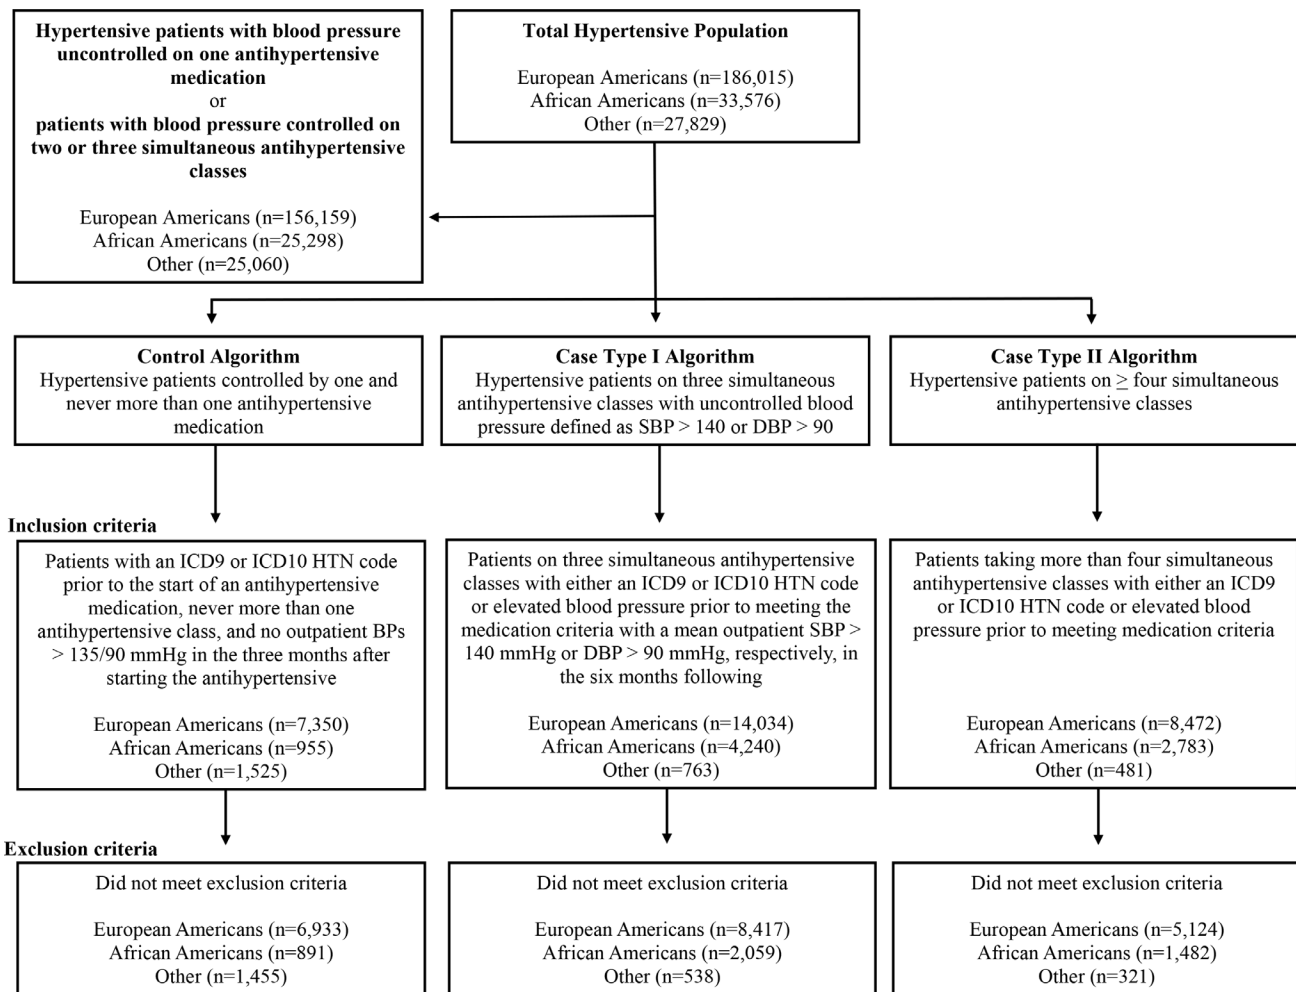 Hypertensive patients with blood pressure
uncontrolled on one antihypertensive
medication
or
patients with blood pressure controlled on
two or three simultaneous antihypertensive
classes
European Americans (n=156,159)
African Americans (n=25,298)
Other (n=25,060)
Total Hypertensive Population
European Americans (n=186,015)
African Americans (n=33,576)
Other (n=27,829)
Control Algorithm
Hypertensive patients controlled by one and
never more than one antihypertensive
medication
Case Type I Algorithm
Hypertensive patients on three simultaneous
antihypertensive classes with uncontrolled blood
pressure defined as SBP > 140 or DBP > 90
Case Type II Algorithm
Hypertensive patients on ≥ four simultaneous
antihypertensive classes
Inclusion criteria
Patients with an ICD9 or ICD10 HTN code
prior to the start of an antihypertensive
medication, never more than one
antihypertensive class, and no outpatient BPs
> 135/90 mmHg in the three months after
starting the antihypertensive
European Americans (n=7,350)
African Americans (n=955)
Other (n=1,525)
Patients on three simultaneous antihypertensive
classes with either an ICD9 or ICD10 HTN code
or elevated blood pressure prior to meeting the
medication criteria with a mean outpatient SBP >
140 mmHg or DBP > 90 mmHg, respectively, in
the six months following
European Americans (n=14,034)
African Americans (n=4,240)
Other (n=763)
Patients taking more than four simultaneous
antihypertensive classes with either an ICD9
or ICD10 HTN code or elevated blood
pressure prior to meeting medication criteria
European Americans (n=8,472)
African Americans (n=2,783)
Other (n=481)
Exclusion criteria
Did not meet exclusion criteria
European Americans (n=6,933)
African Americans (n=891)
Other (n=1,455)
Did not meet exclusion criteria
European Americans (n=8,417)
African Americans (n=2,059)
Other (n=538)
Did not meet exclusion criteria
European Americans (n=5,124)
African Americans (n=1,482)
Other (n=321)